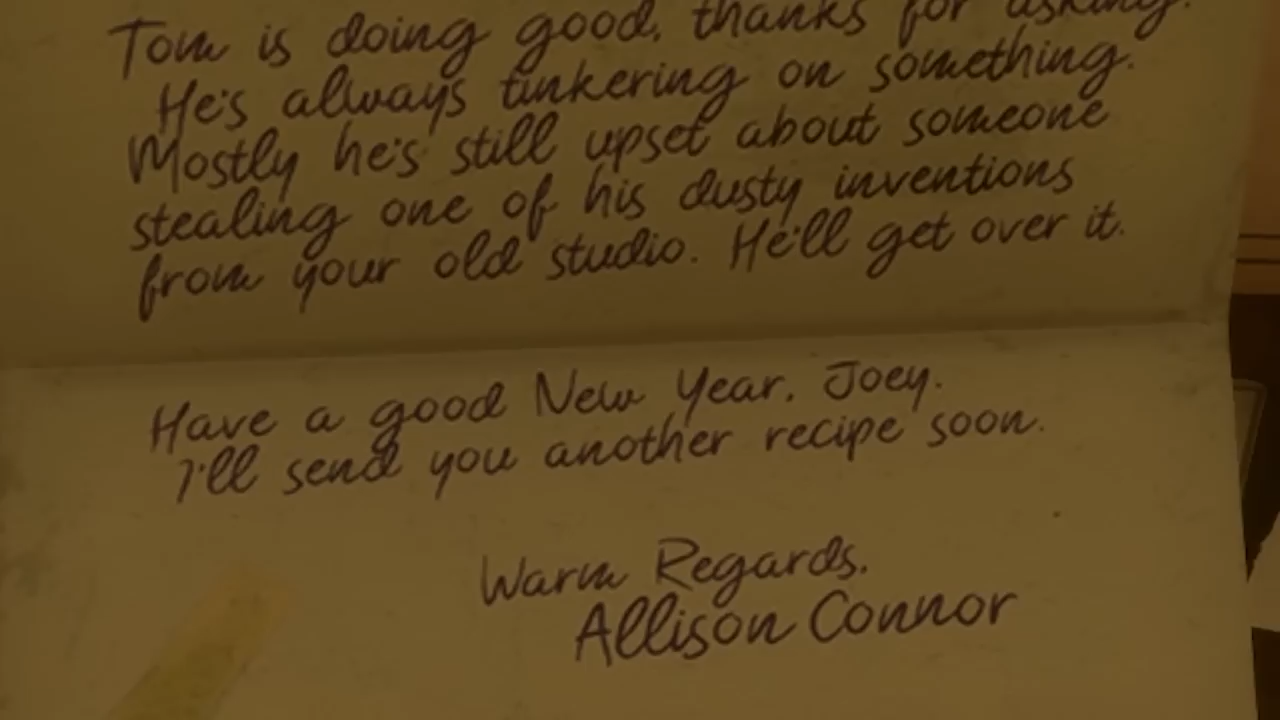 Tom is doing good, thanks for asking.
He's always tinkering on something.
Mostly he's still upset about someone
stealing one of his dusty inventions
from your old studio. He'll get over it.
Have a good New Year, Joey.
I'll send you another recipe soon.
Warm Regards,
Allison Connor